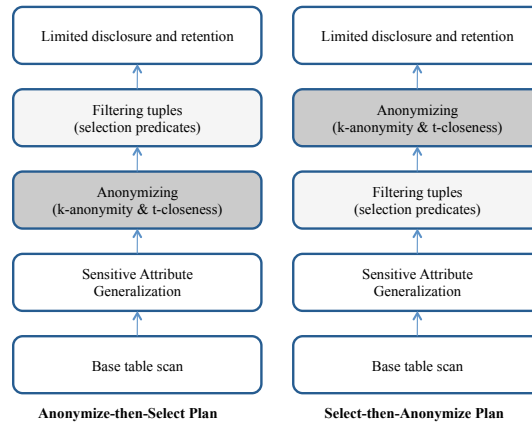 Limited disclosure and retention
Filtering tuples
(selection predicates)
Anonymizing
(k-anonymity & t-closeness)
Sensitive Attribute
Generalization
Base table scan
Anonymize-then-Select Plan
Limited disclosure and retention
Anonymizing
(k-anonymity & t-closeness)
Filtering tuples
(selection predicates)
Sensitive Attribute
Generalization
Base table scan
Select-then-Anonymize Plan